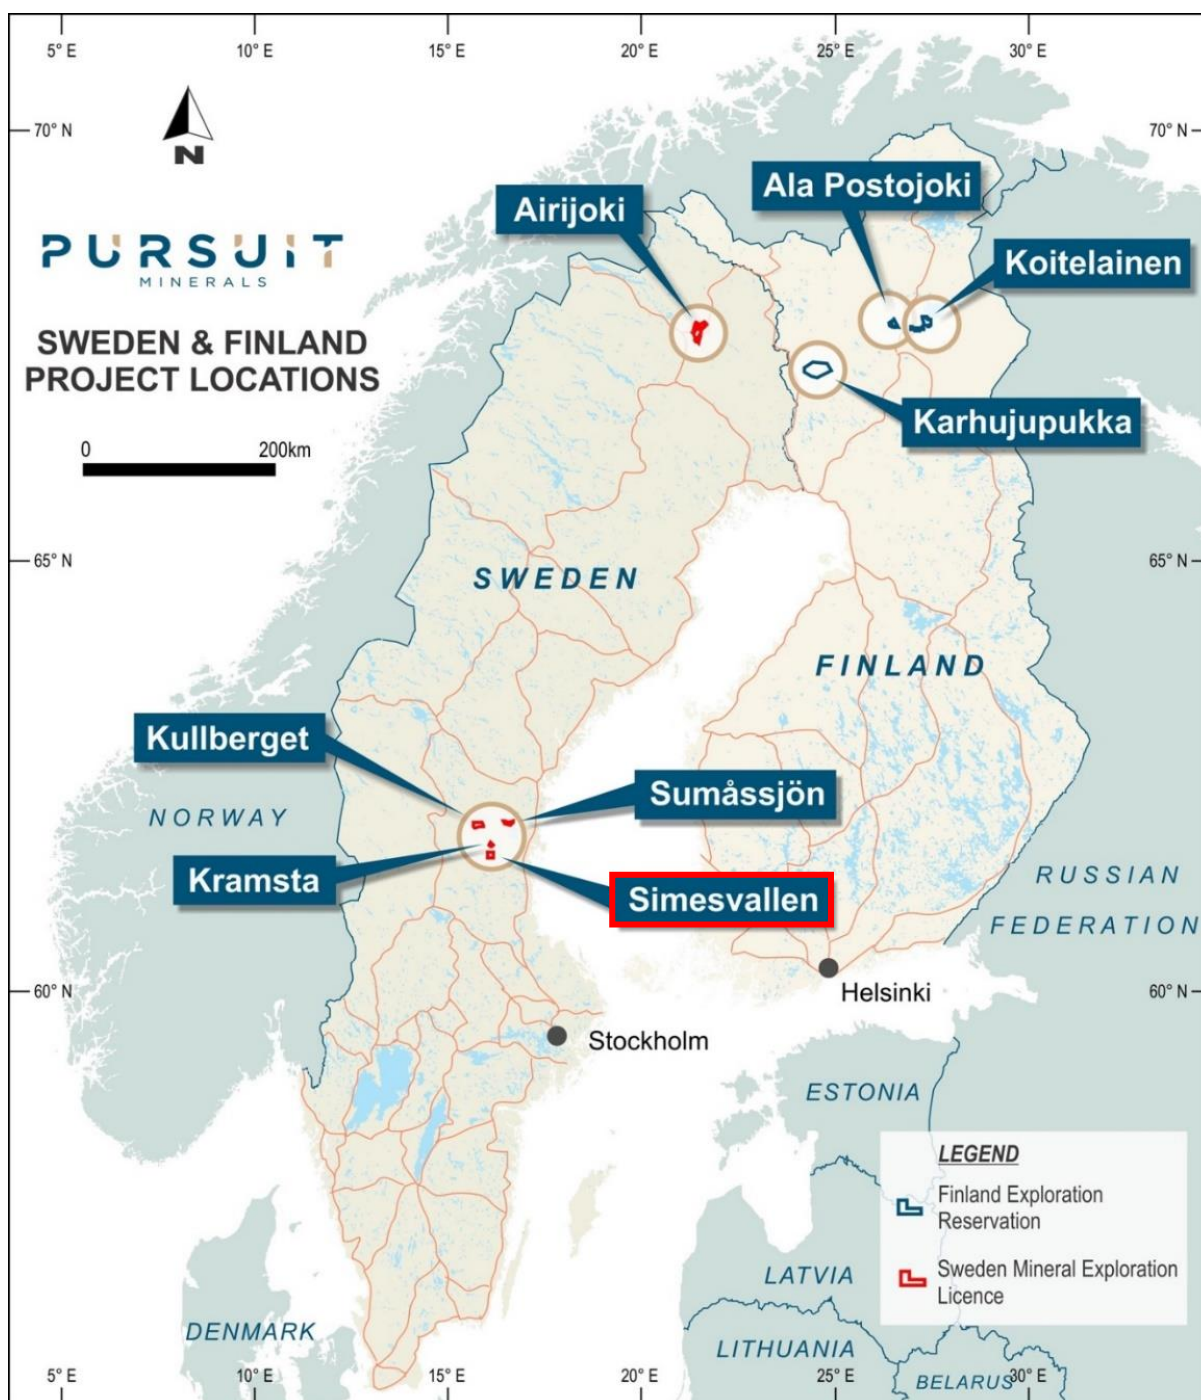 5° E
10° E
15° E
20° E
25° E
30° E
70° N
70° N
N
PURSUIT
MINERALS
SWEDEN & FINLAND
PROJECT LOCATIONS
0
200km
Airijoki
Ala Postojoki
Koitelainen
Karhujupukka
65° N
65° N
SWEDEN
FINLAND
Kullberget
Sumåssjön
NORWAY
Kramsta
Simesvallen
RUSSIAN
FEDERATION
60° N
60° N
Helsinki
Stockholm
ESTONIA
LEGEND
Finland Exploration
Reservation
Sweden Mineral Exploration
Licence
LATVIA
DENMARK
LITHUANIA
BELARUS
5° E
10° E
15° E
20° E
25° E
30° E